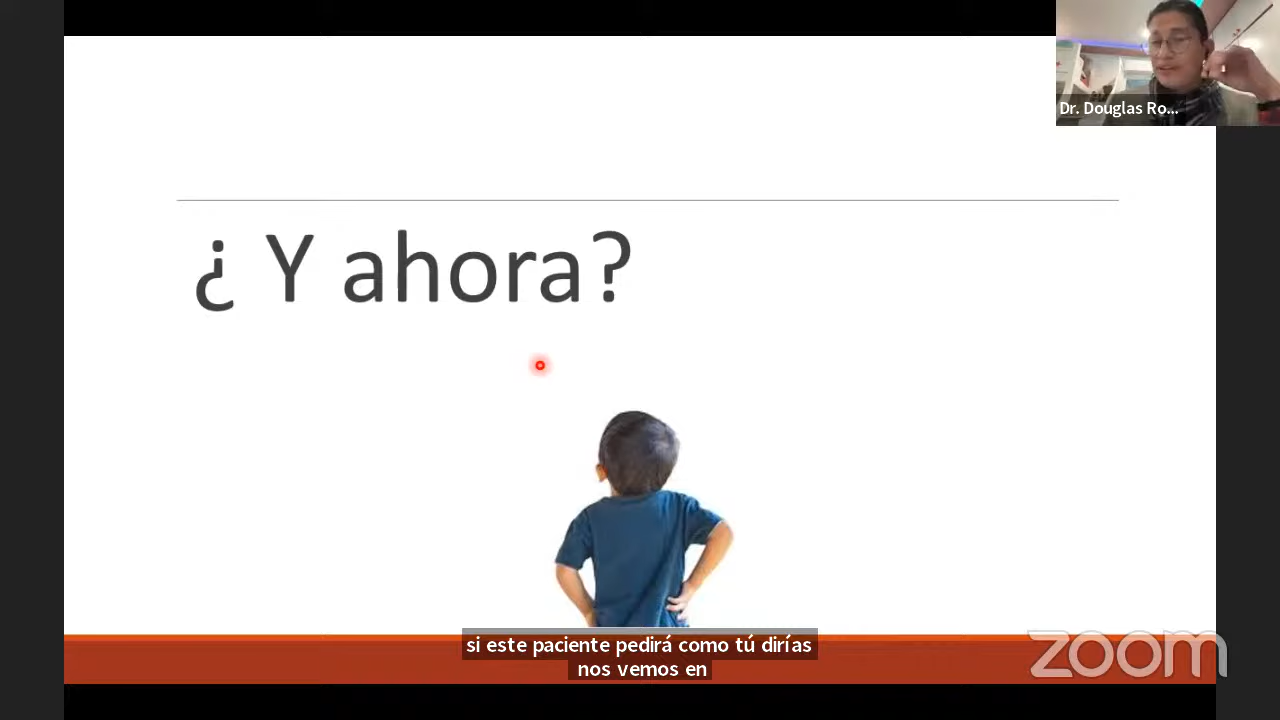 Dr. Douglas Ro...
¿ Y ahora?
si este paciente pedirá como tú dirías
nos vemos en
zoom